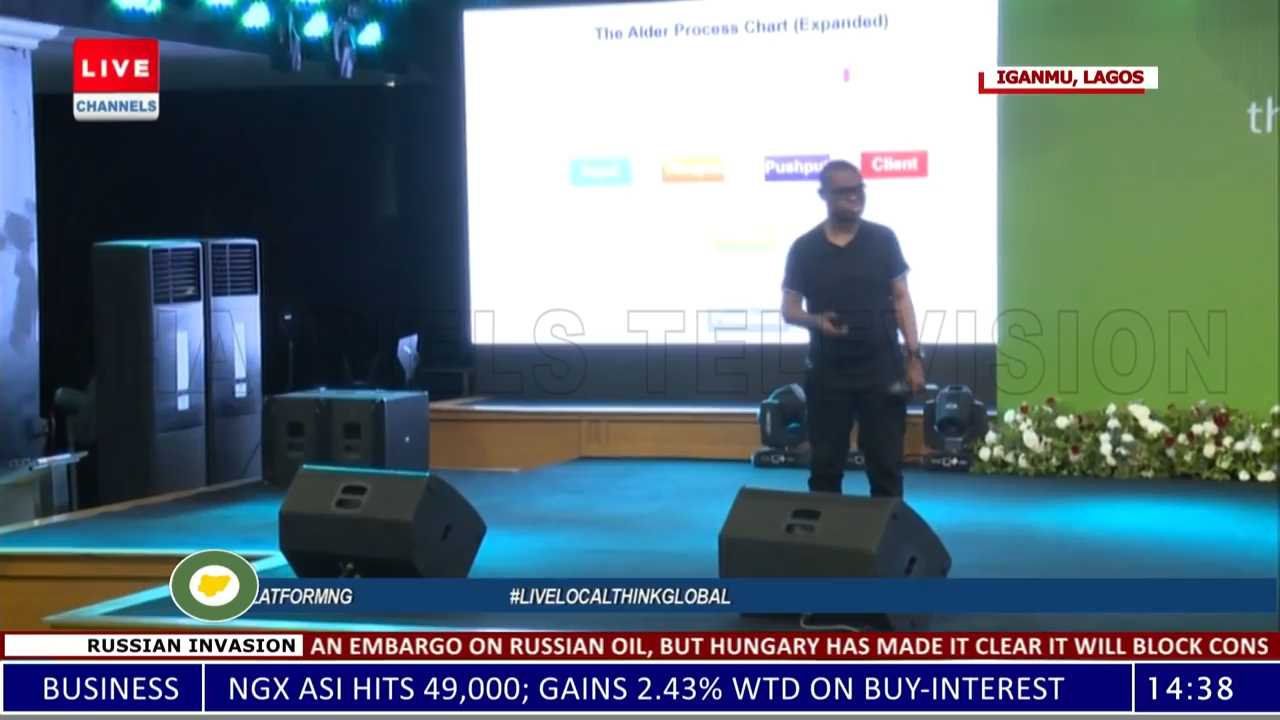 The Alder Process Chart (Expanded)
LIVE
CHANNELS
IGANMU, LAGOS
th
Client
TELEVISION
LATFORMNG
#LIVELOCALTHINKGLOBAL
RUSSIAN INVASION AN EMBARGO ON RUSSIAN OIL, BUT HUNGARY HAS MADE IT CLEAR IT WILL BLOCK CONS
BUSINESS NGX ASI HITS 49,000; GAINS 2.43% WTD ON BUY-INTEREST 14:38